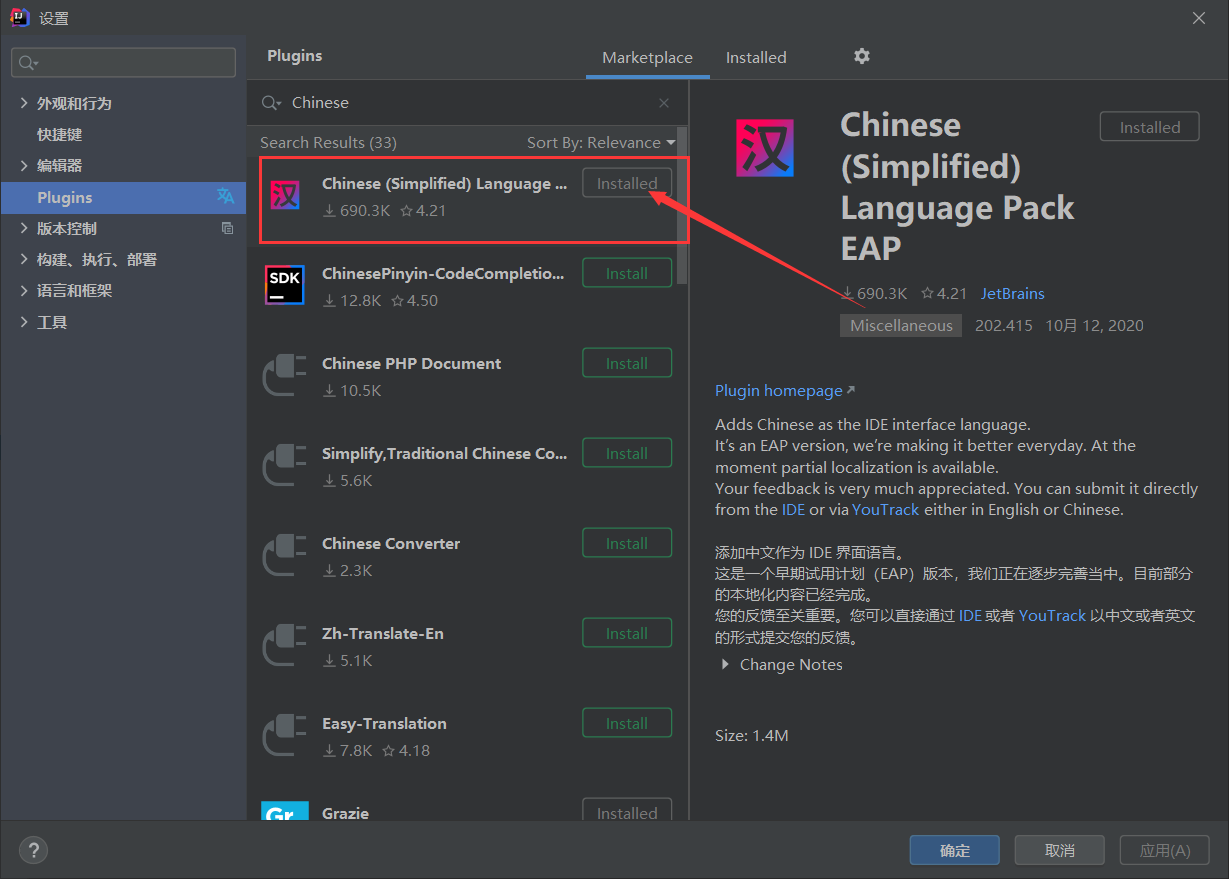 设置
Plugins
Marketplace
Installed
外观和行为
快捷键
编辑器
Plugins
版本控制
构建、执行、部署
语言和框架
工具
Chinese
Search Results (33)
Sort By: Relevance
汉
Chinese (Simplified) Language ...
Installed
690.3K 4.21
SDK
ChinesePinyin-CodeCompletio...
Install
12.8K 4.50
Chinese PHP Document
Install
10.5K
Simplify,Traditional Chinese Co...
Install
5.6K
Chinese Converter
Install
2.3K
Zh-Translate-En
Install
5.1K
Easy-Translation
Install
7.8K 4.18
Gr
Grazie
Installed
汉
Chinese
(Simplified)
Language Pack
EAP
Installed
690.3K 4.21 JetBrains
Miscellaneous 202.415 10月 12, 2020
Plugin homepage
Adds Chinese as the IDE interface language.
It's an EAP version, we're making it better everyday. At the
moment partial localization is available.
Your feedback is very much appreciated. You can submit it directly
from the IDE or via YouTrack either in English or Chinese.
添加中文作为 IDE 界面语言。
这是一个早期试用计划（EAP）版本，我们正在逐步完善当中。目前部分
的本地化内容已经完成。
您的反馈至关重要。您可以直接通过 IDE 或者 YouTrack 以中文或者英文
的形式提交您的反馈。
Change Notes
Size: 1.4M
?
确定
取消
应用(A)